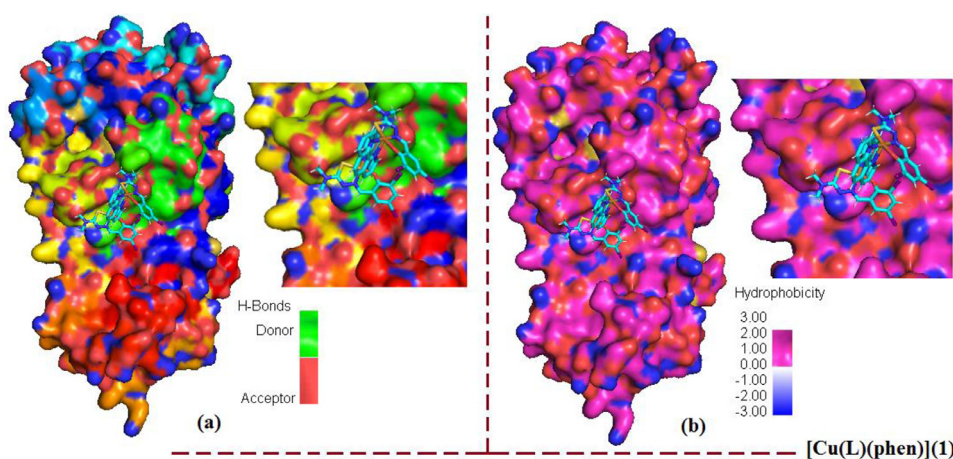 H-Bonds
Donor
Acceptor
(a)
Hydrophobicity
3.00
2.00
1.00
0.00
-1.00
-2.00
-3.00
(b)
[Cu(L)(phen)](1)